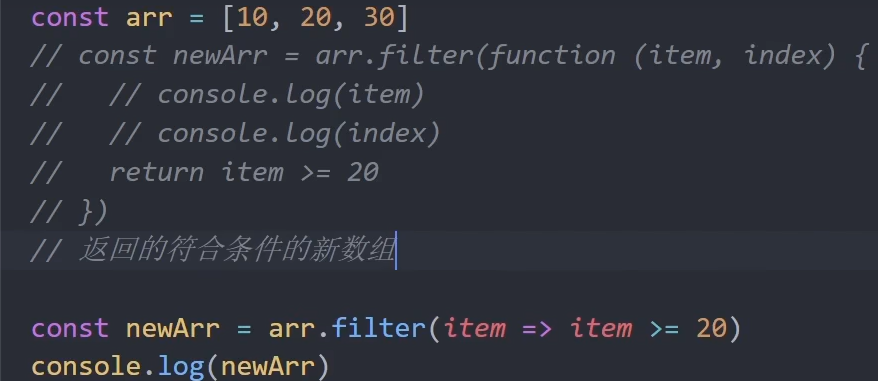 const arr = [10, 20, 30]
// const newArr = arr.filter(function (item, index) {
//   // console.log(item)
//   // console.log(index)
//   return item >= 20
// })
// 返回的符合条件的新数组
const newArr = arr.filter(item => item >= 20)
console.log(newArr)